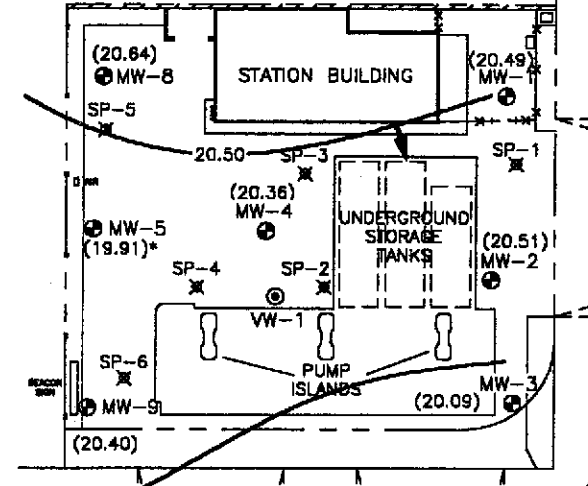 (20.64)
MW-8
STATION BUILDING
(20.49)
MW-1
SP-5
20.50
SP-3
SP-1
(20.36)
MW-4
UNDERGROUND
STORAGE
TANKS
MW-5
(19.91)*
(20.51)
MW-2
SP-4
SP-2
VW-1
PUMP
ISLANDS
SP-6
BEACON
SIGN
MW-9
MW-3
(20.09)
(20.40)